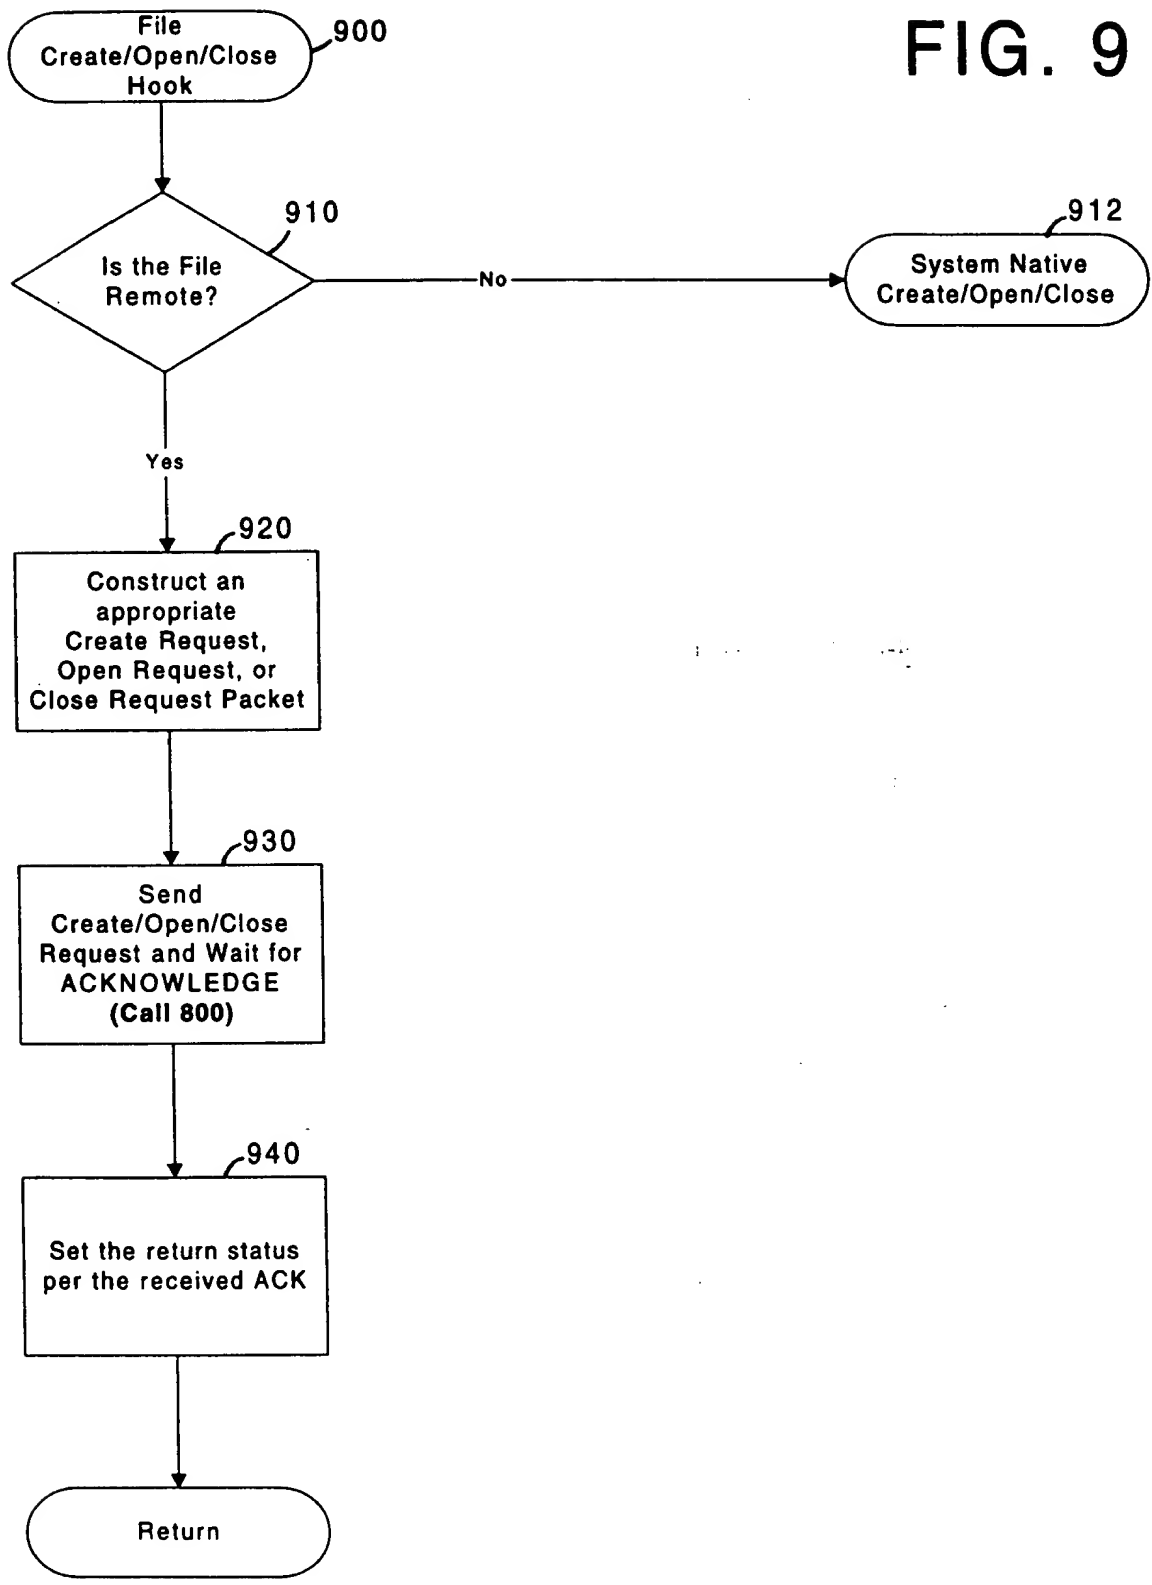 FIG. 9
File
Create/Open/Close
Hook
900
910
Is the File
Remote?
No
912
System Native
Create/Open/Close
Yes
920
Construct an
appropriate
Create Request,
Open Request, or
Close Request Packet
930
Send
Create/Open/Close
Request and Wait for
ACKNOWLEDGE
(Call 800)
940
Set the return status
per the received ACK
Return